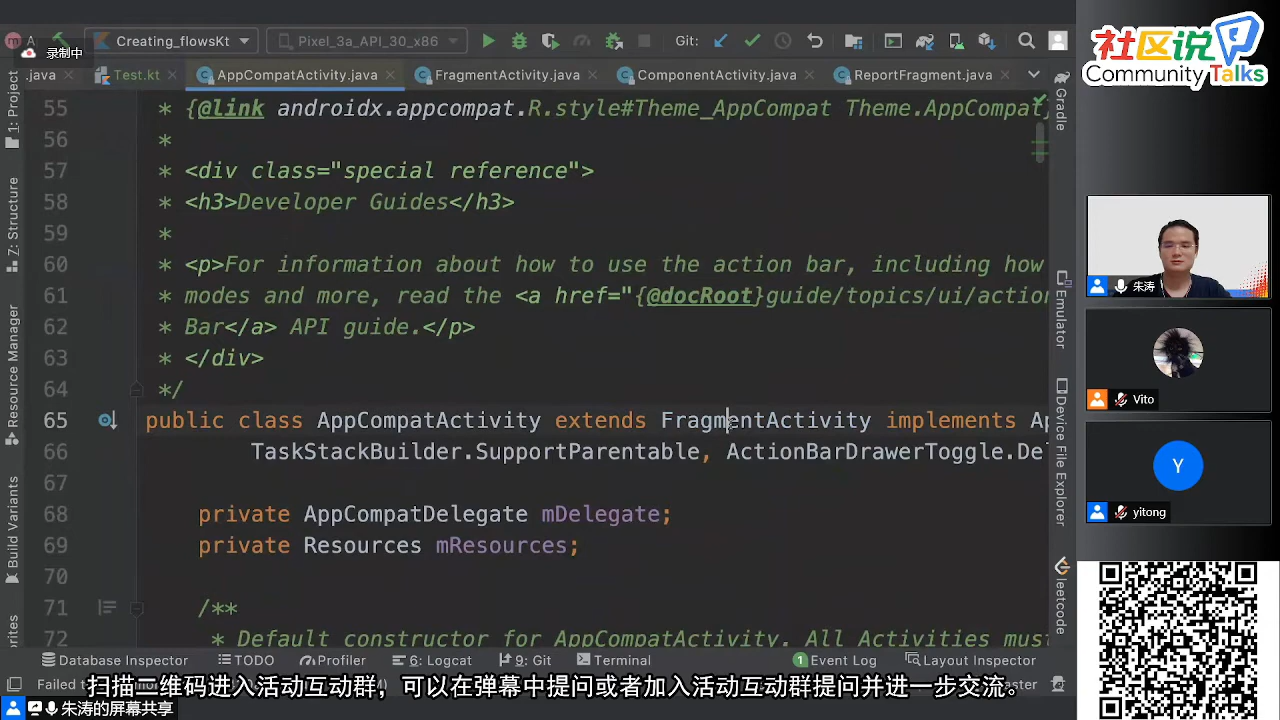 Creating_flowsKt
Pixel_3a_API_30
Git:
录制中
.java
Test.kt
AppCompatActivity.java
FragmentActivity.java
ComponentActivity.java
ReportFragment.java
55 * {@link androidx.appcompat.R.style#Theme_AppCompat Theme.AppCompat}
56 *
57 * <div class="special reference">
58 * <h3>Developer Guides</h3>
59 *
60 * <p>For information about how to use the action bar, including how
61 * modes and more, read the <a href="{@docRoot}guide/topics/ui/action
62 * Bar</a> API guide.</p>
63 * </div>
64 */
65 public class AppCompatActivity extends FragmentActivity implements Ap
66 TaskStackBuilder.SupportParentable, ActionBarDrawerToggle.De
67
68 private AppCompatDelegate mDelegate;
69 private Resources mResources;
70
71 /**
72 * Default constructor for AppCompatActivity. All Activities must
1: Project
Z: Structure
Resource Manager
Build Variants
Gradle
Emulator
Device File Explorer
leetcode
Database Inspector
TODO
Profiler
6: Logcat
9: Git
Terminal
1 Event Log
Layout Inspector
Failed
master
扫描二维码进入活动互动群，可以在弹幕中提问或者加入活动互动群提问并进一步交流。
朱涛的屏幕共享
社区说
Community Talks
朱涛
Vito
Y
yitong